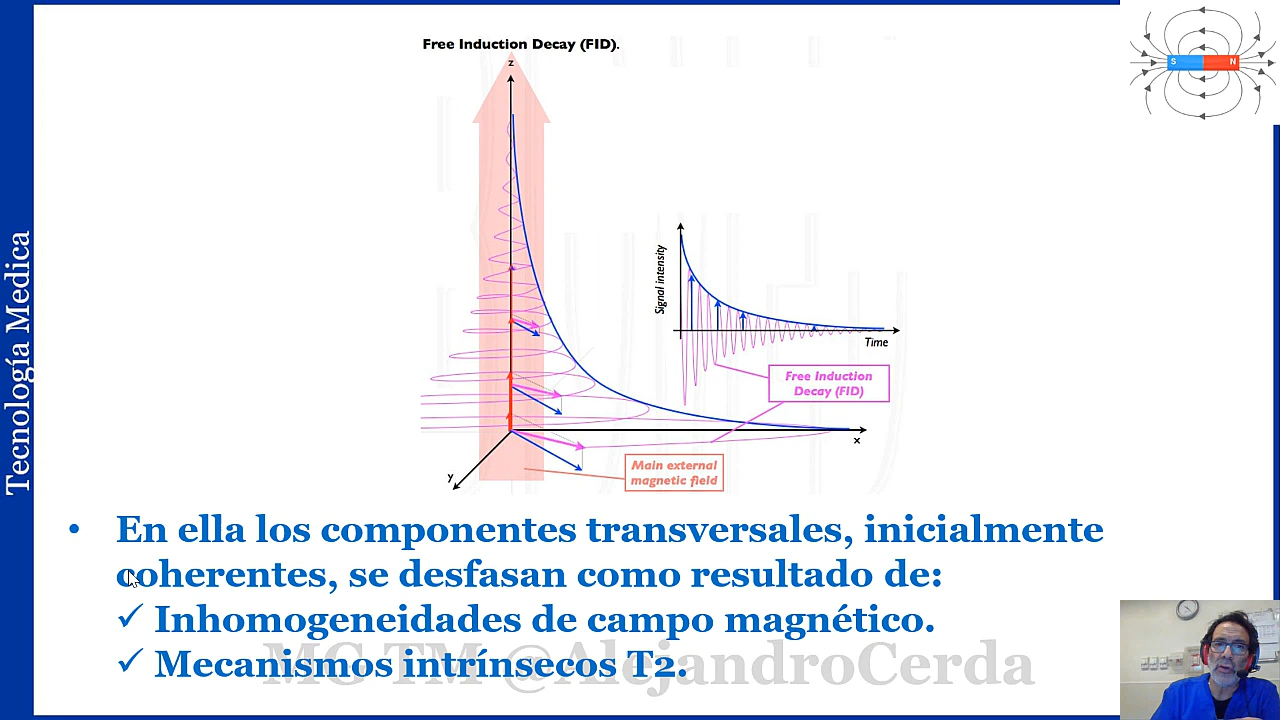 Free Induction Decay (FID).
z
S N
Tecnología Medica
Signal intensity
Time
Free Induction
Decay (FID)
x
y
Main external
magnetic field
• En ella los componentes transversales, inicialmente
coherentes, se desfasan como resultado de:
✓ Inhomogeneidades de campo magnético.
✓ Mecanismos intrínsecos T2.
MG TM @AlejandroCerda